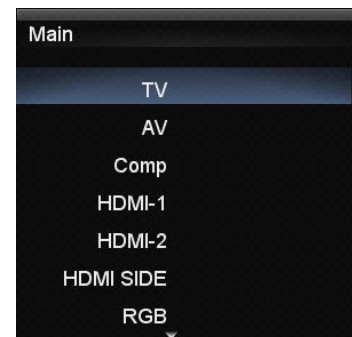 Main
TV
AV
Comp
HDMI-1
HDMI-2
HDMI SIDE
RGB